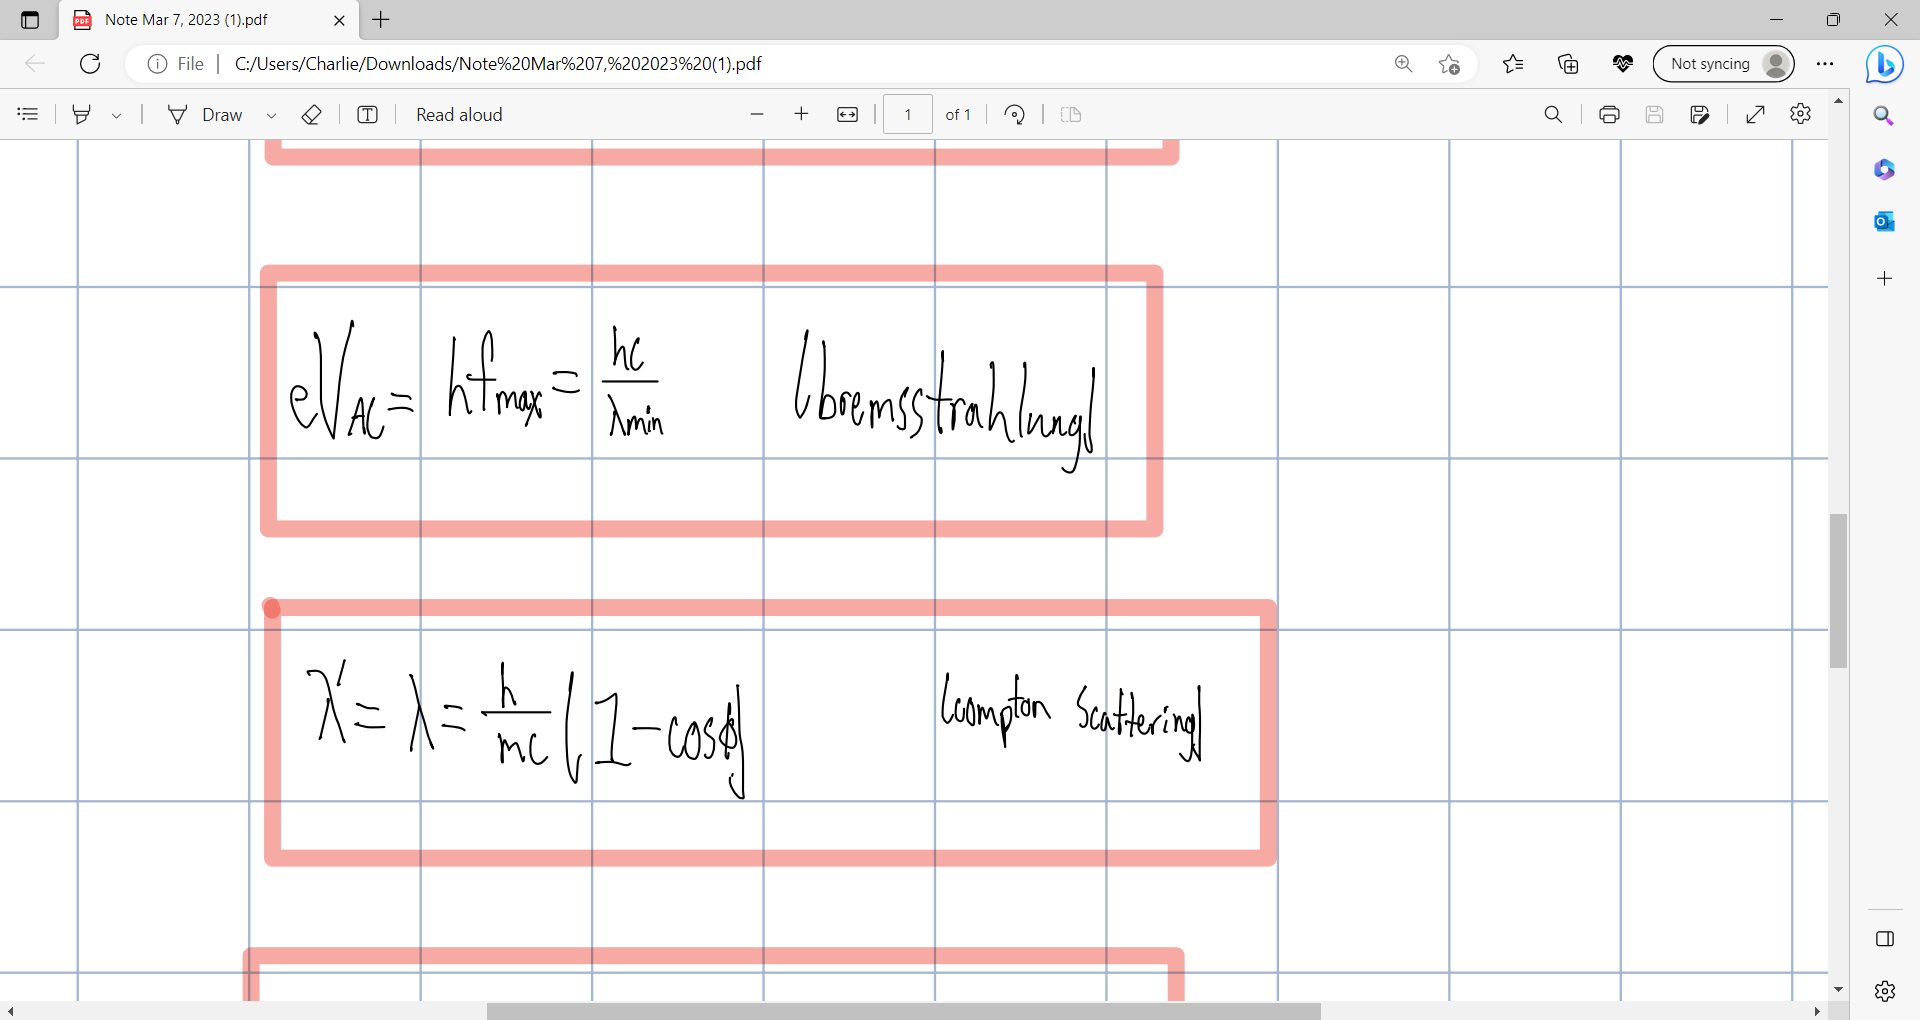 Note Mar 7, 2023 (1).pdf
File | C:/Users/Charlie/Downloads/Note%20Mar%207,%202023%20(1).pdf
Not syncing
Draw
Read aloud
1 of 1
eV_AC = hf_max = hc/λ_min (bremsstrahlung)
λ' = λ = h/mc (1 - cosϕ) (compton scattering)